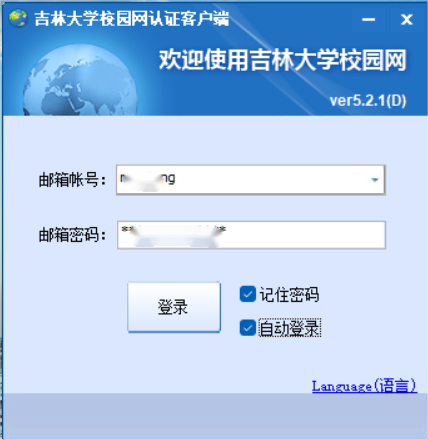 吉林大学校园网认证客户端
欢迎使用吉林大学校园网
ver5.2.1(D)
邮箱帐号：
邮箱密码：
登录
记住密码
自动登录
Language(语言)